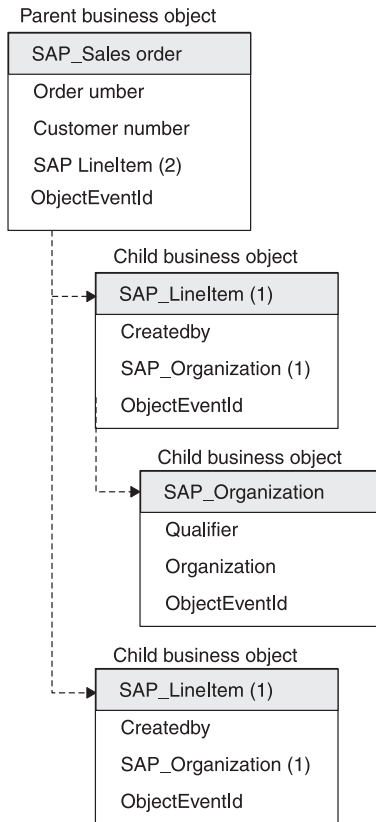 Parent business object
SAP_Sales order
Order umber
Customer number
SAP LineItem (2)
ObjectEventId
Child business object
SAP_LineItem (1)
Createdby
SAP_Organization (1)
ObjectEventId
Child business object
SAP_Organization
Qualifier
Organization
ObjectEventId
Child business object
SAP_LineItem (1)
Createdby
SAP_Organization (1)
ObjectEventId